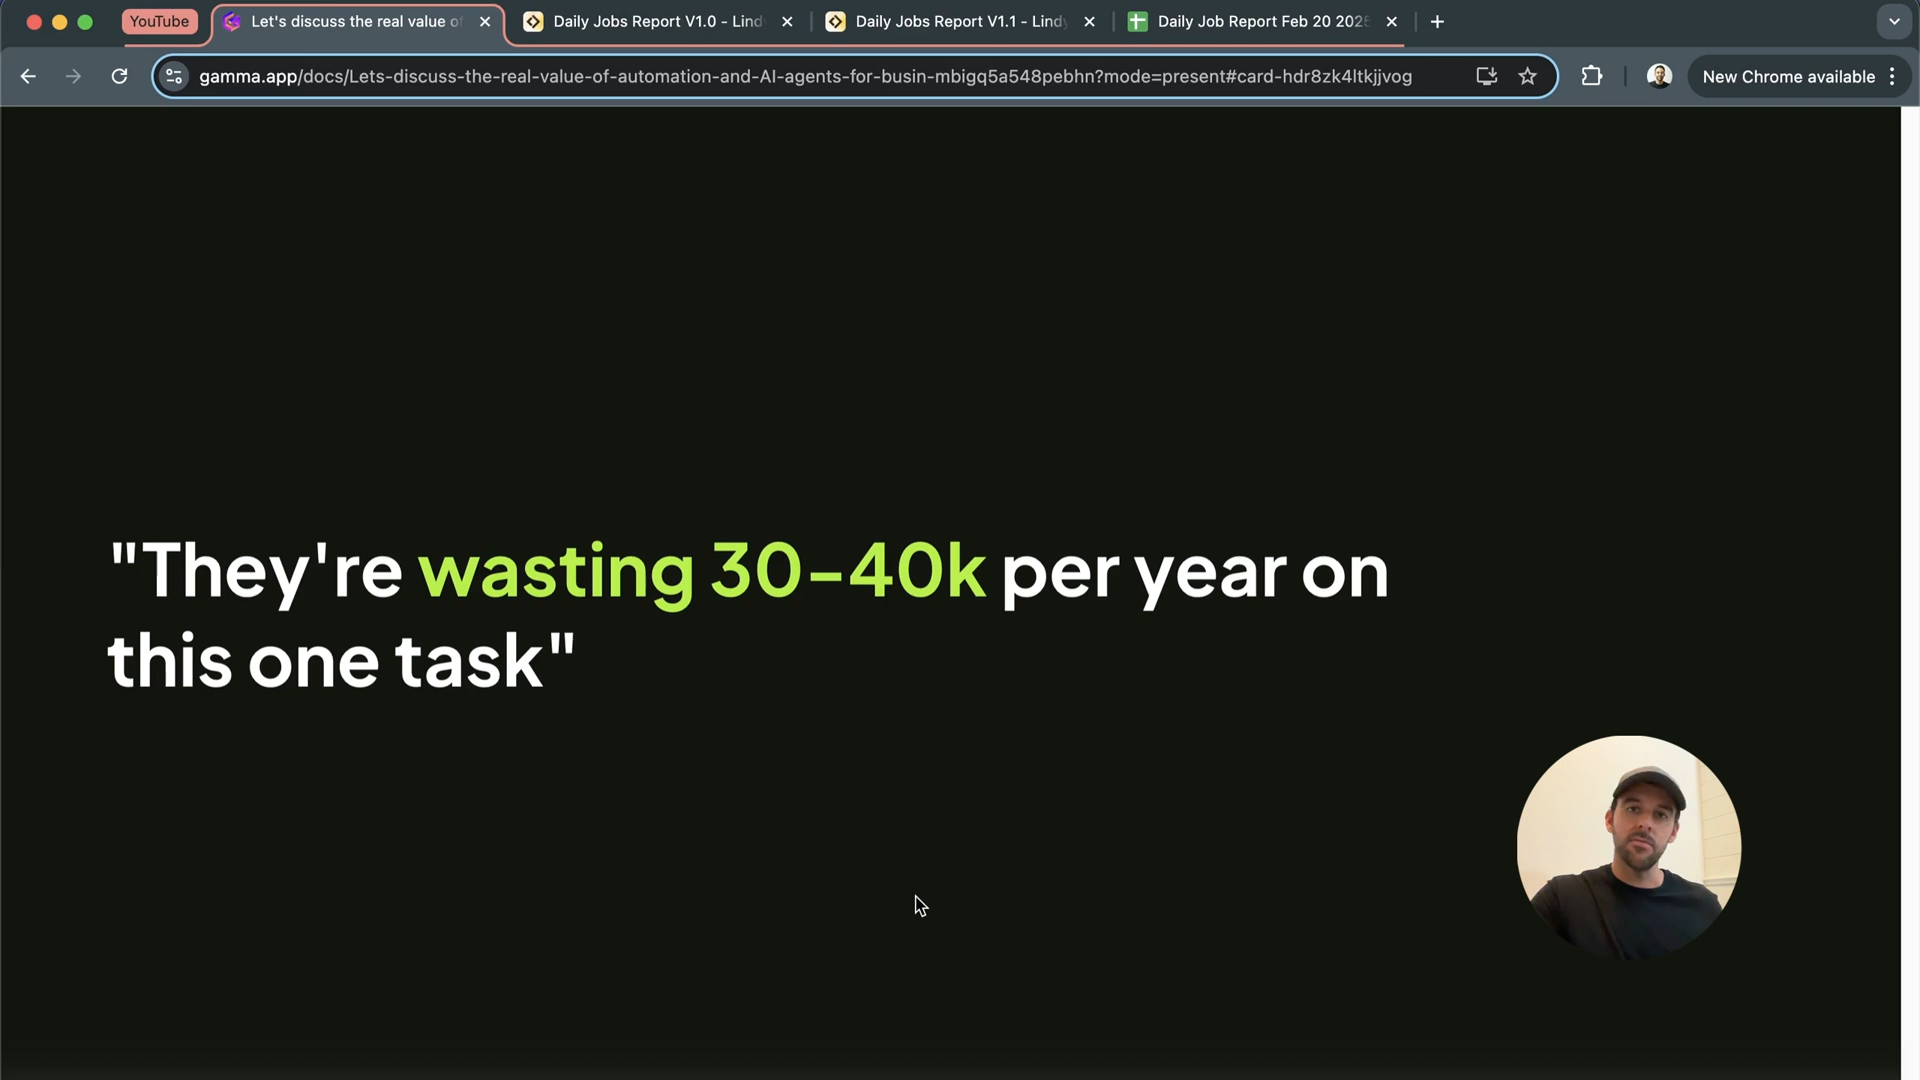 YouTube
Let's discuss the real value of
Daily Jobs Report V1.0 - Lind
Daily Jobs Report V1.1 - Lind
Daily Job Report Feb 20 202
gamma.app/docs/Lets-discuss-the-real-value-of-automation-and-AI-agents-for-busin-mbigq5a548pebhn?mode=present#card-hdr8zk4ltkjjvog
New Chrome available
"They're wasting 30–40k per year on
this one task"